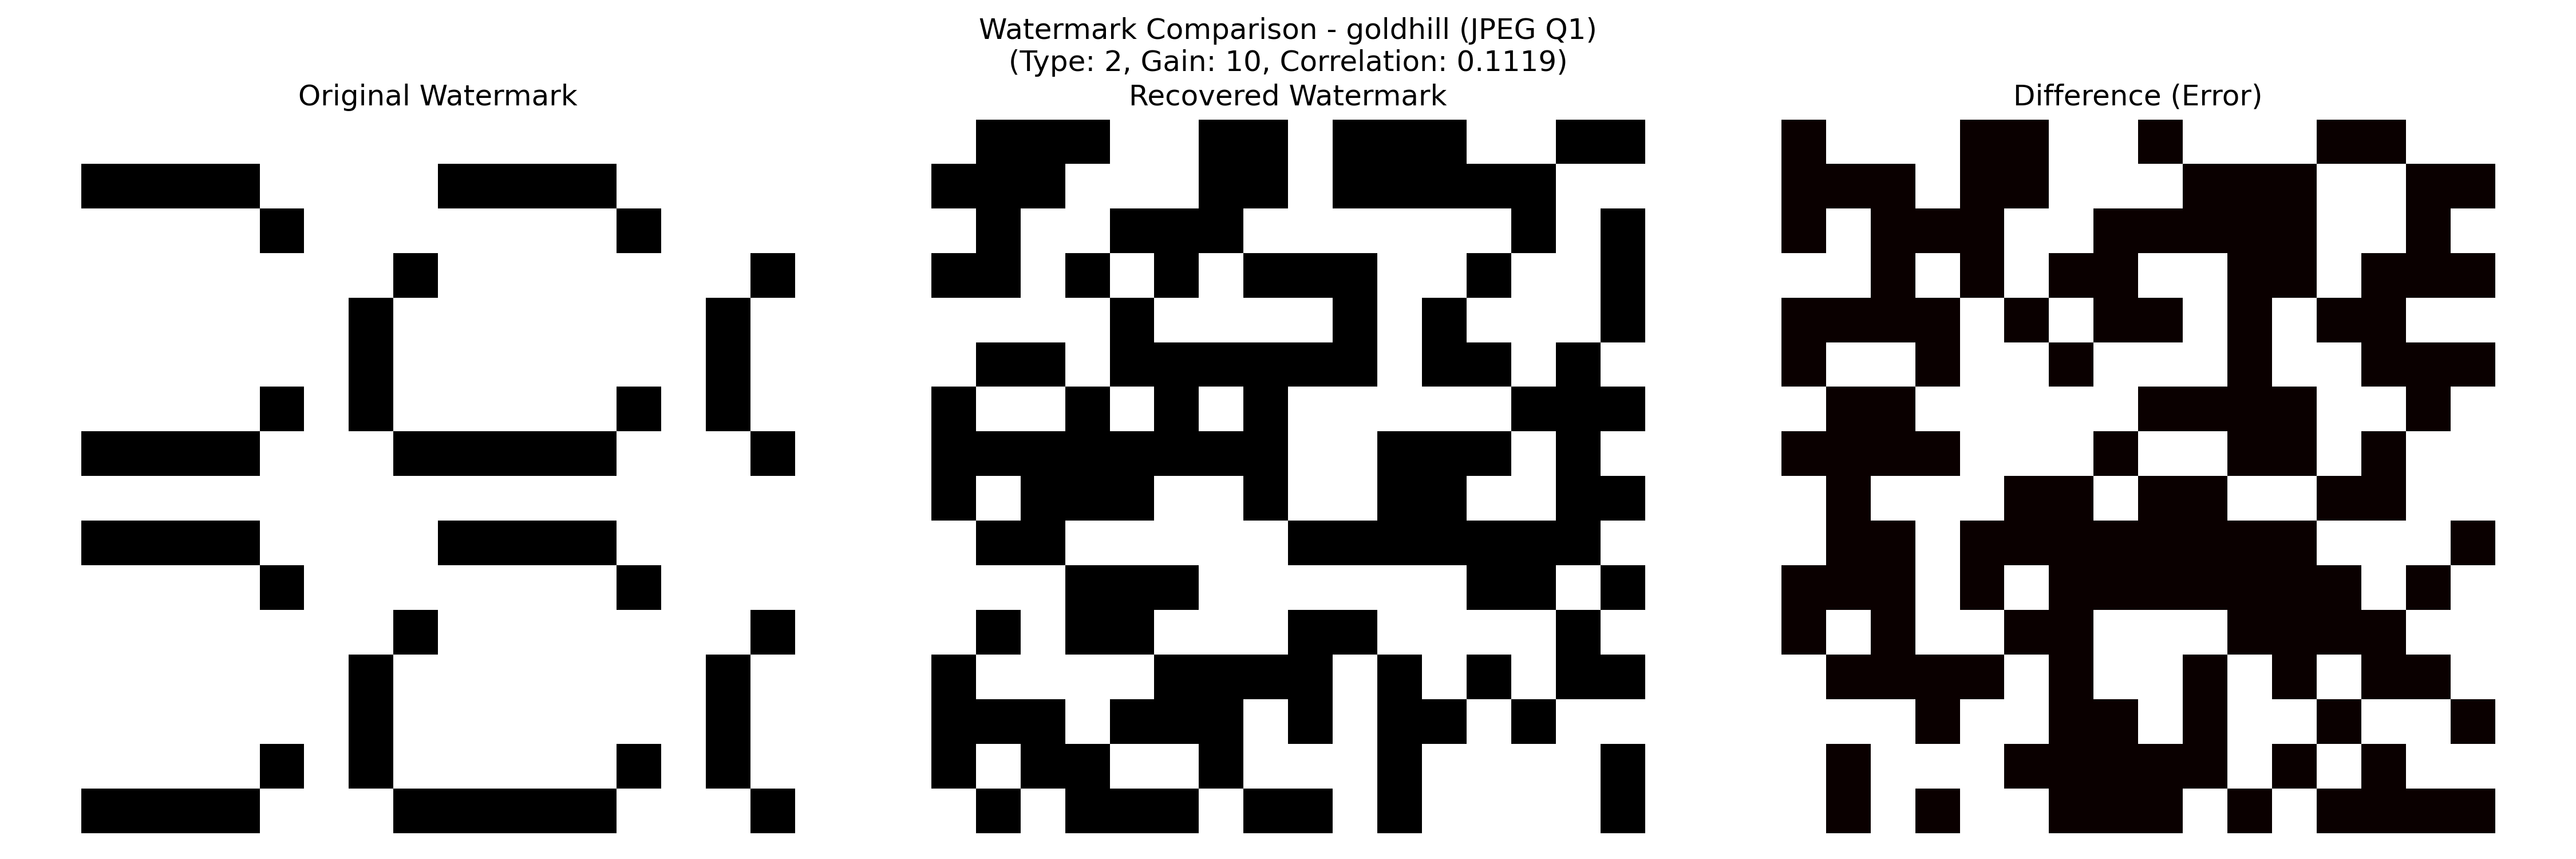 Watermark Comparison - goldhill (JPEG Q1)
(Type: 2, Gain: 10, Correlation: 0.1119)
Original Watermark
Recovered Watermark
Difference (Error)